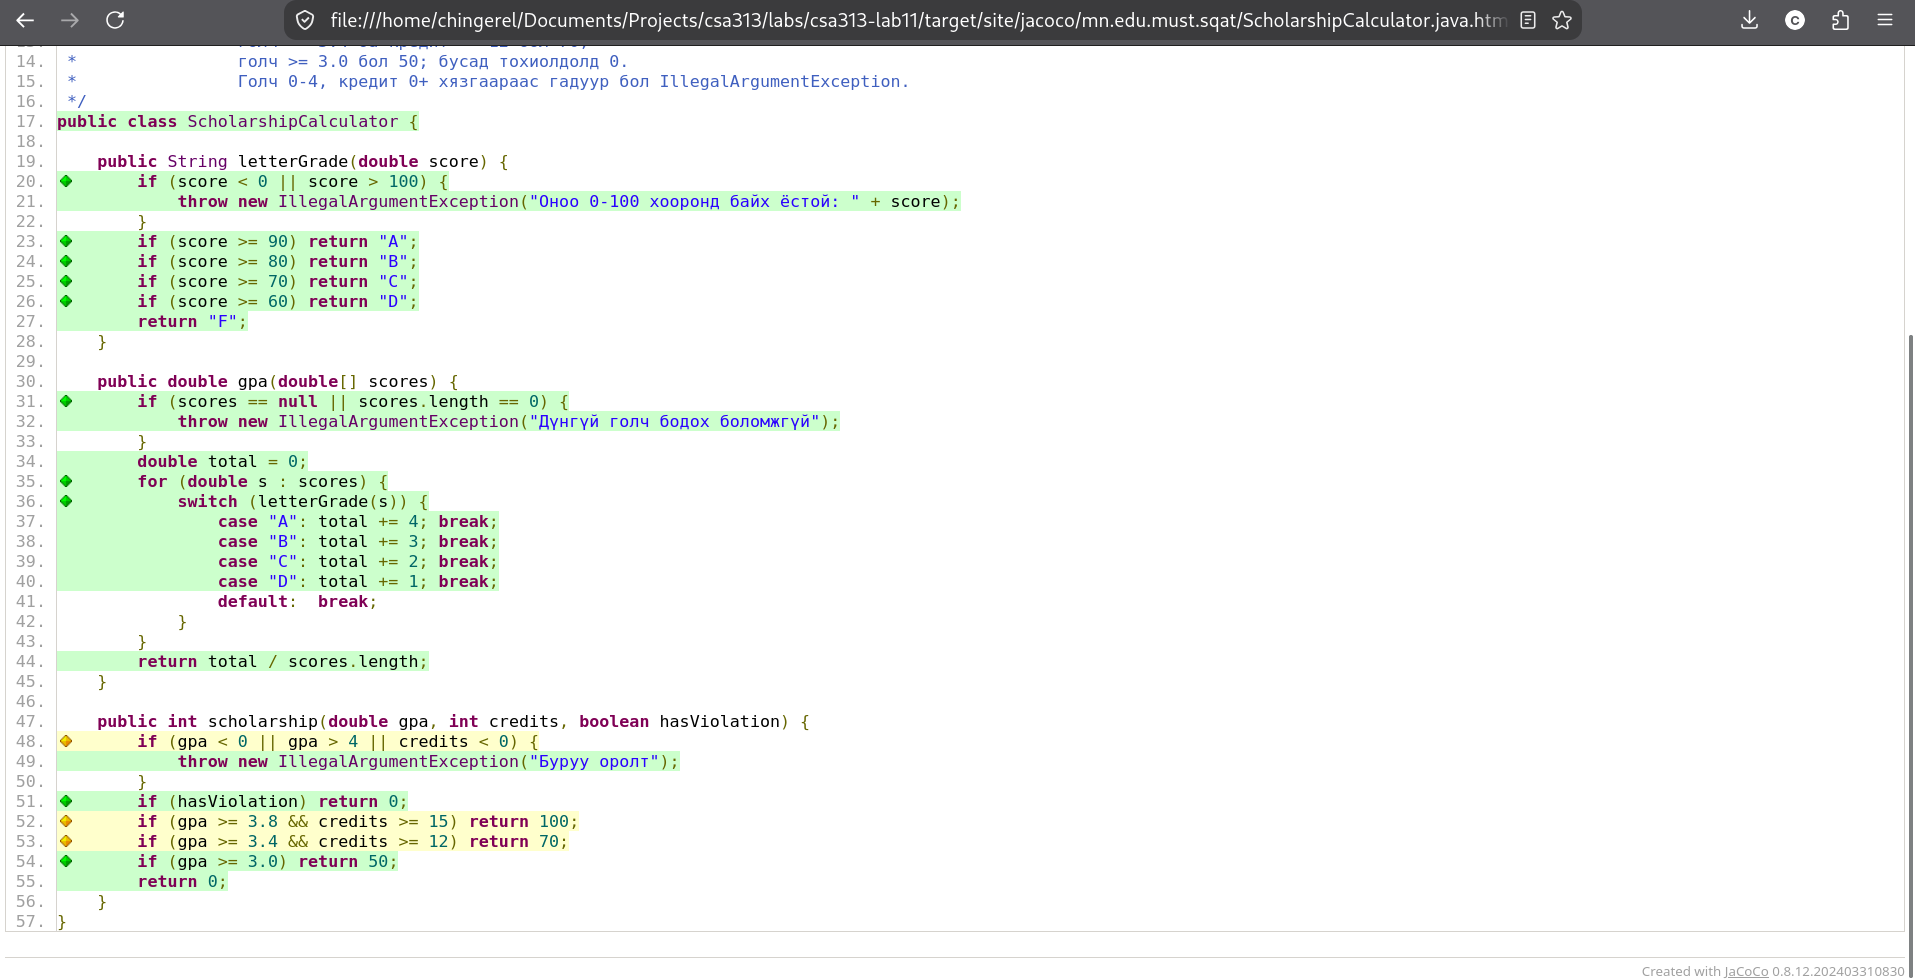 file:///home/chingerel/Documents/Projects/csa313/labs/csa313-lab11/target/site/jacoco/mn.edu.must.sqat/ScholarshipCalculator.java.htm
14. *                голч >= 3.0 бол 50; бусад тохиолдолд 0.
15. *                Голч 0-4, кредит 0+ хязгаараас гадуур бол IllegalArgumentException.
16. */
17. public class ScholarshipCalculator {
18.
19.     public String letterGrade(double score) {
20.         if (score < 0 || score > 100) {
21.             throw new IllegalArgumentException("Оноо 0-100 хооронд байх ёстой: " + score);
22.         }
23.         if (score >= 90) return "A";
24.         if (score >= 80) return "B";
25.         if (score >= 70) return "C";
26.         if (score >= 60) return "D";
27.         return "F";
28.     }
29.
30.     public double gpa(double[] scores) {
31.         if (scores == null || scores.length == 0) {
32.             throw new IllegalArgumentException("Дүнгүй голч бодох боломжгүй");
33.         }
34.         double total = 0;
35.         for (double s : scores) {
36.             switch (letterGrade(s)) {
37.                 case "A": total += 4; break;
38.                 case "B": total += 3; break;
39.                 case "C": total += 2; break;
40.                 case "D": total += 1; break;
41.                 default:  break;
42.             }
43.         }
44.         return total / scores.length;
45.     }
46.
47.     public int scholarship(double gpa, int credits, boolean hasViolation) {
48.         if (gpa < 0 || gpa > 4 || credits < 0) {
49.             throw new IllegalArgumentException("Буруу оролт");
50.         }
51.         if (hasViolation) return 0;
52.         if (gpa >= 3.8 && credits >= 15) return 100;
53.         if (gpa >= 3.4 && credits >= 12) return 70;
54.         if (gpa >= 3.0) return 50;
55.         return 0;
56.     }
57. }
Created with JaCoCo 0.8.12.202403310830